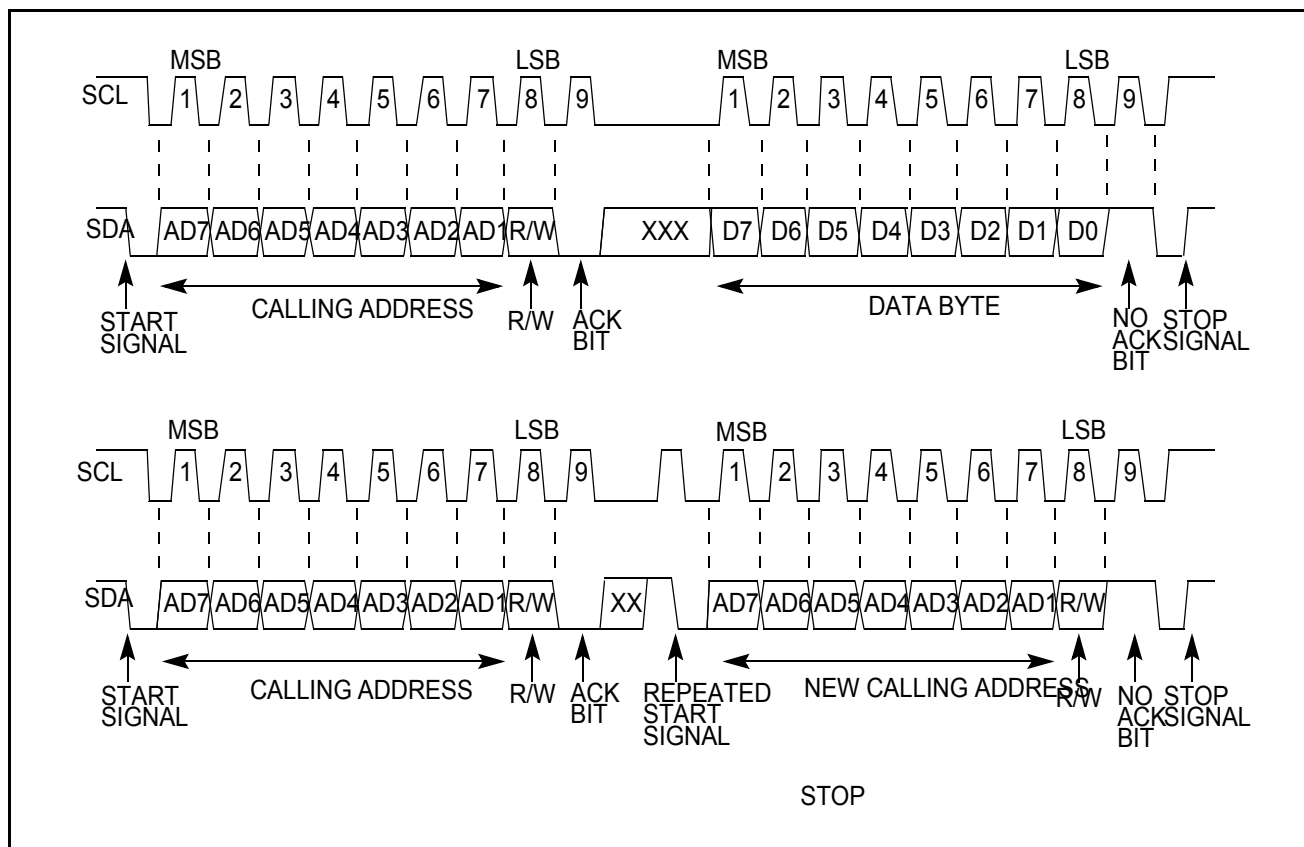 MSB LSB MSB LSB
SCL 1 2 3 4 5 6 7 8 9 1 2 3 4 5 6 7 8 9
SDA AD7 AD6 AD5 AD4 AD3 AD2 AD1 R/W XXX D7 D6 D5 D4 D3 D2 D1 D0
START SIGNAL
CALLING ADDRESS
R/W
ACK BIT
DATA BYTE
NO ACK BIT
STOP SIGNAL
MSB LSB MSB LSB
SCL 1 2 3 4 5 6 7 8 9 1 2 3 4 5 6 7 8 9
SDA AD7 AD6 AD5 AD4 AD3 AD2 AD1 R/W XX AD7 AD6 AD5 AD4 AD3 AD2 AD1 R/W
START SIGNAL
CALLING ADDRESS
R/W
ACK BIT
REPEATED START SIGNAL
NEW CALLING ADDRESS
R/W
NO ACK BIT
STOP SIGNAL
STOP